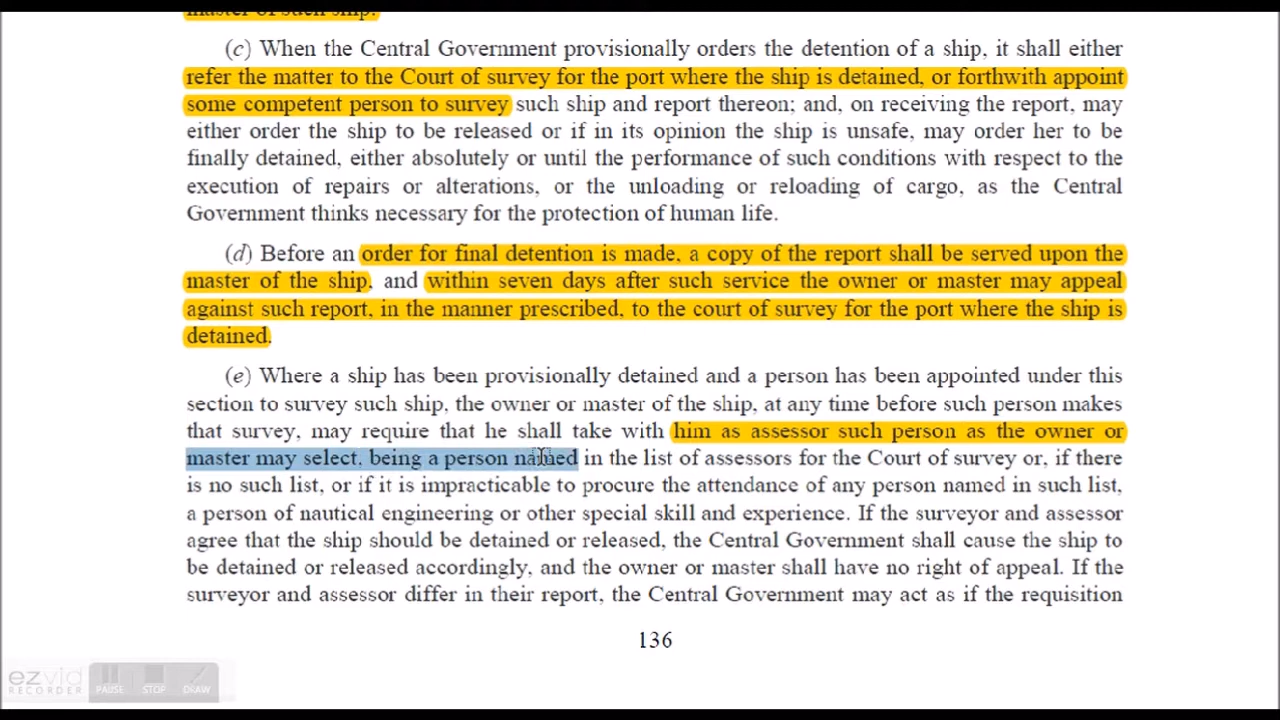 master of such ship.
(c) When the Central Government provisionally orders the detention of a ship, it shall either
refer the matter to the Court of survey for the port where the ship is detained, or forthwith appoint
some competent person to survey such ship and report thereon; and, on receiving the report, may
either order the ship to be released or if in its opinion the ship is unsafe, may order her to be
finally detained, either absolutely or until the performance of such conditions with respect to the
execution of repairs or alterations, or the unloading or reloading of cargo, as the Central
Government thinks necessary for the protection of human life.
(d) Before an order for final detention is made, a copy of the report shall be served upon the
master of the ship, and within seven days after such service the owner or master may appeal
against such report, in the manner prescribed, to the court of survey for the port where the ship is
detained.
(e) Where a ship has been provisionally detained and a person has been appointed under this
section to survey such ship, the owner or master of the ship, at any time before such person makes
that survey, may require that he shall take with him as assessor such person as the owner or
master may select, being a person named in the list of assessors for the Court of survey or, if there
is no such list, or if it is impracticable to procure the attendance of any person named in such list,
a person of nautical engineering or other special skill and experience. If the surveyor and assessor
agree that the ship should be detained or released, the Central Government shall cause the ship to
be detained or released accordingly, and the owner or master shall have no right of appeal. If the
surveyor and assessor differ in their report, the Central Government may act as if the requisition
136
ezvid
RECORDER
PAUSE STOP DRAW